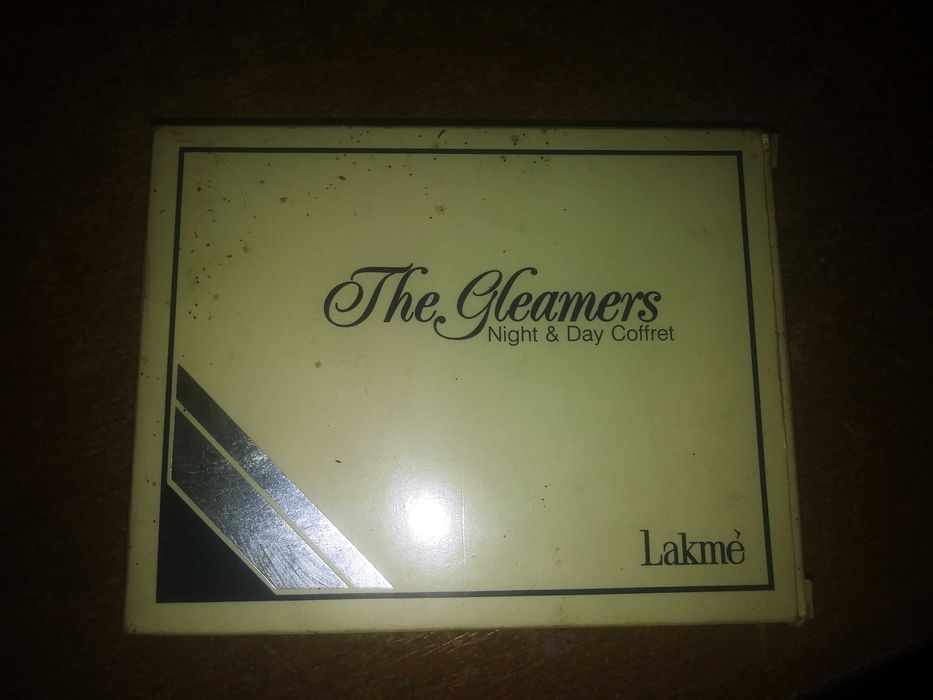 The Gleamers
Night & Day Coffret
Lakmè